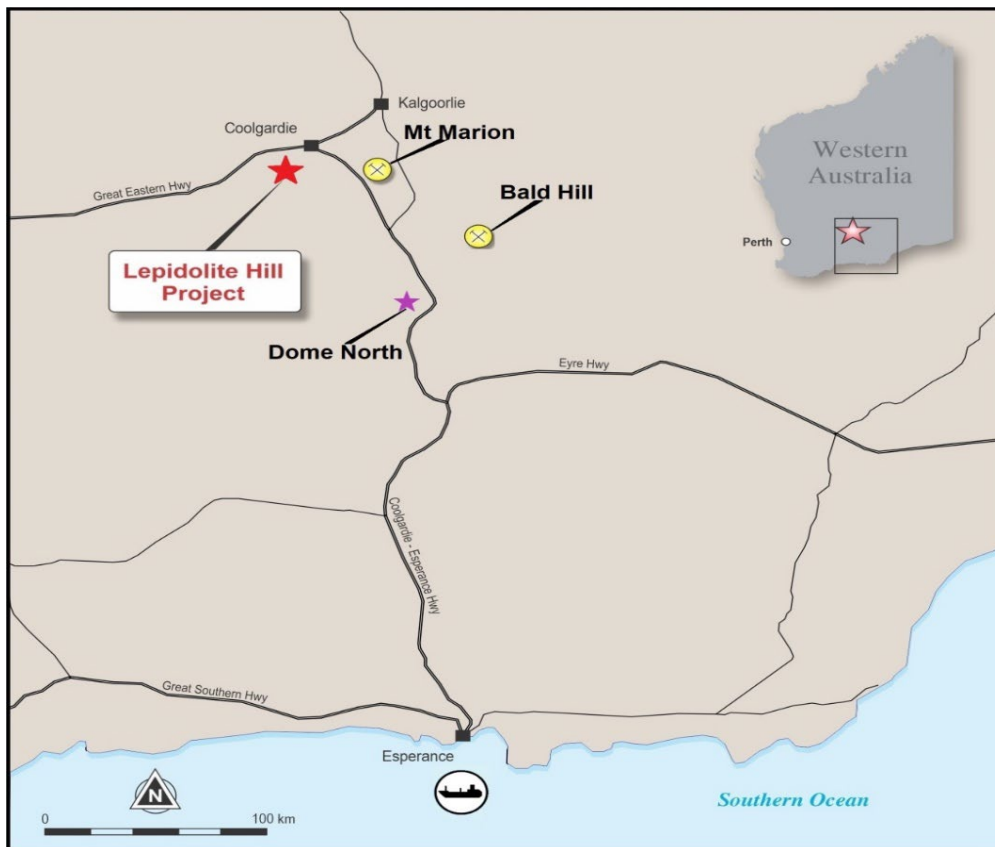 Kalgoorlie
Coolgardie
Mt Marion
Great Eastern Hwy
Western
Australia
Bald Hill
Perth
Lepidolite Hill
Project
Dome North
Eyre Hwy
Coolgardie - Esperance Hwy
Great Southern Hwy
Esperance
N
Southern Ocean
0
100 km